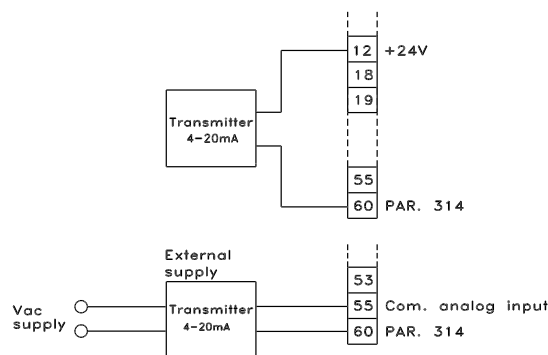 12 +24V
18
19
Transmitter
4-20mA
55
60 PAR. 314
External
supply
53
Vac
supply
Transmitter
4-20mA
55 Com. analog input
60 PAR. 314